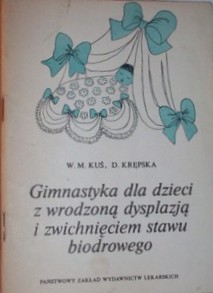 W. M. KUŚ, D. KRĘPSKA
Gimnastyka dla dzieci
z wrodzoną dysplazją
i zwichnięciem stawu
biodrowego
PAŃSTWOWY ZAKŁAD WYDAWNICTW LEKARSKICH